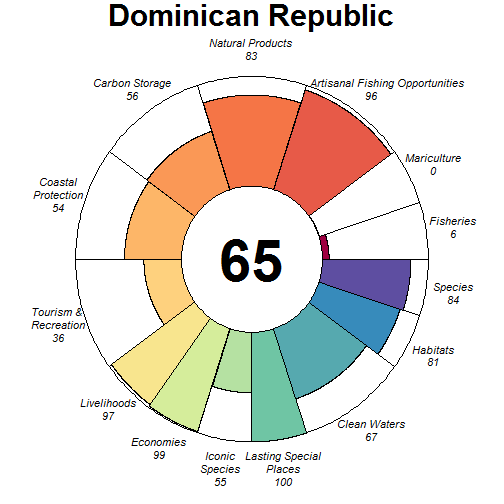 Dominican Republic
Natural Products
83
Carbon Storage
56
Artisanal Fishing Opportunities
96
Mariculture
0
Coastal
Protection
54
Fisheries
6
65
Species
84
Tourism &
Recreation
36
Habitats
81
Livelihoods
97
Clean Waters
67
Economies
99
Iconic
Species
55
Lasting Special
Places
100